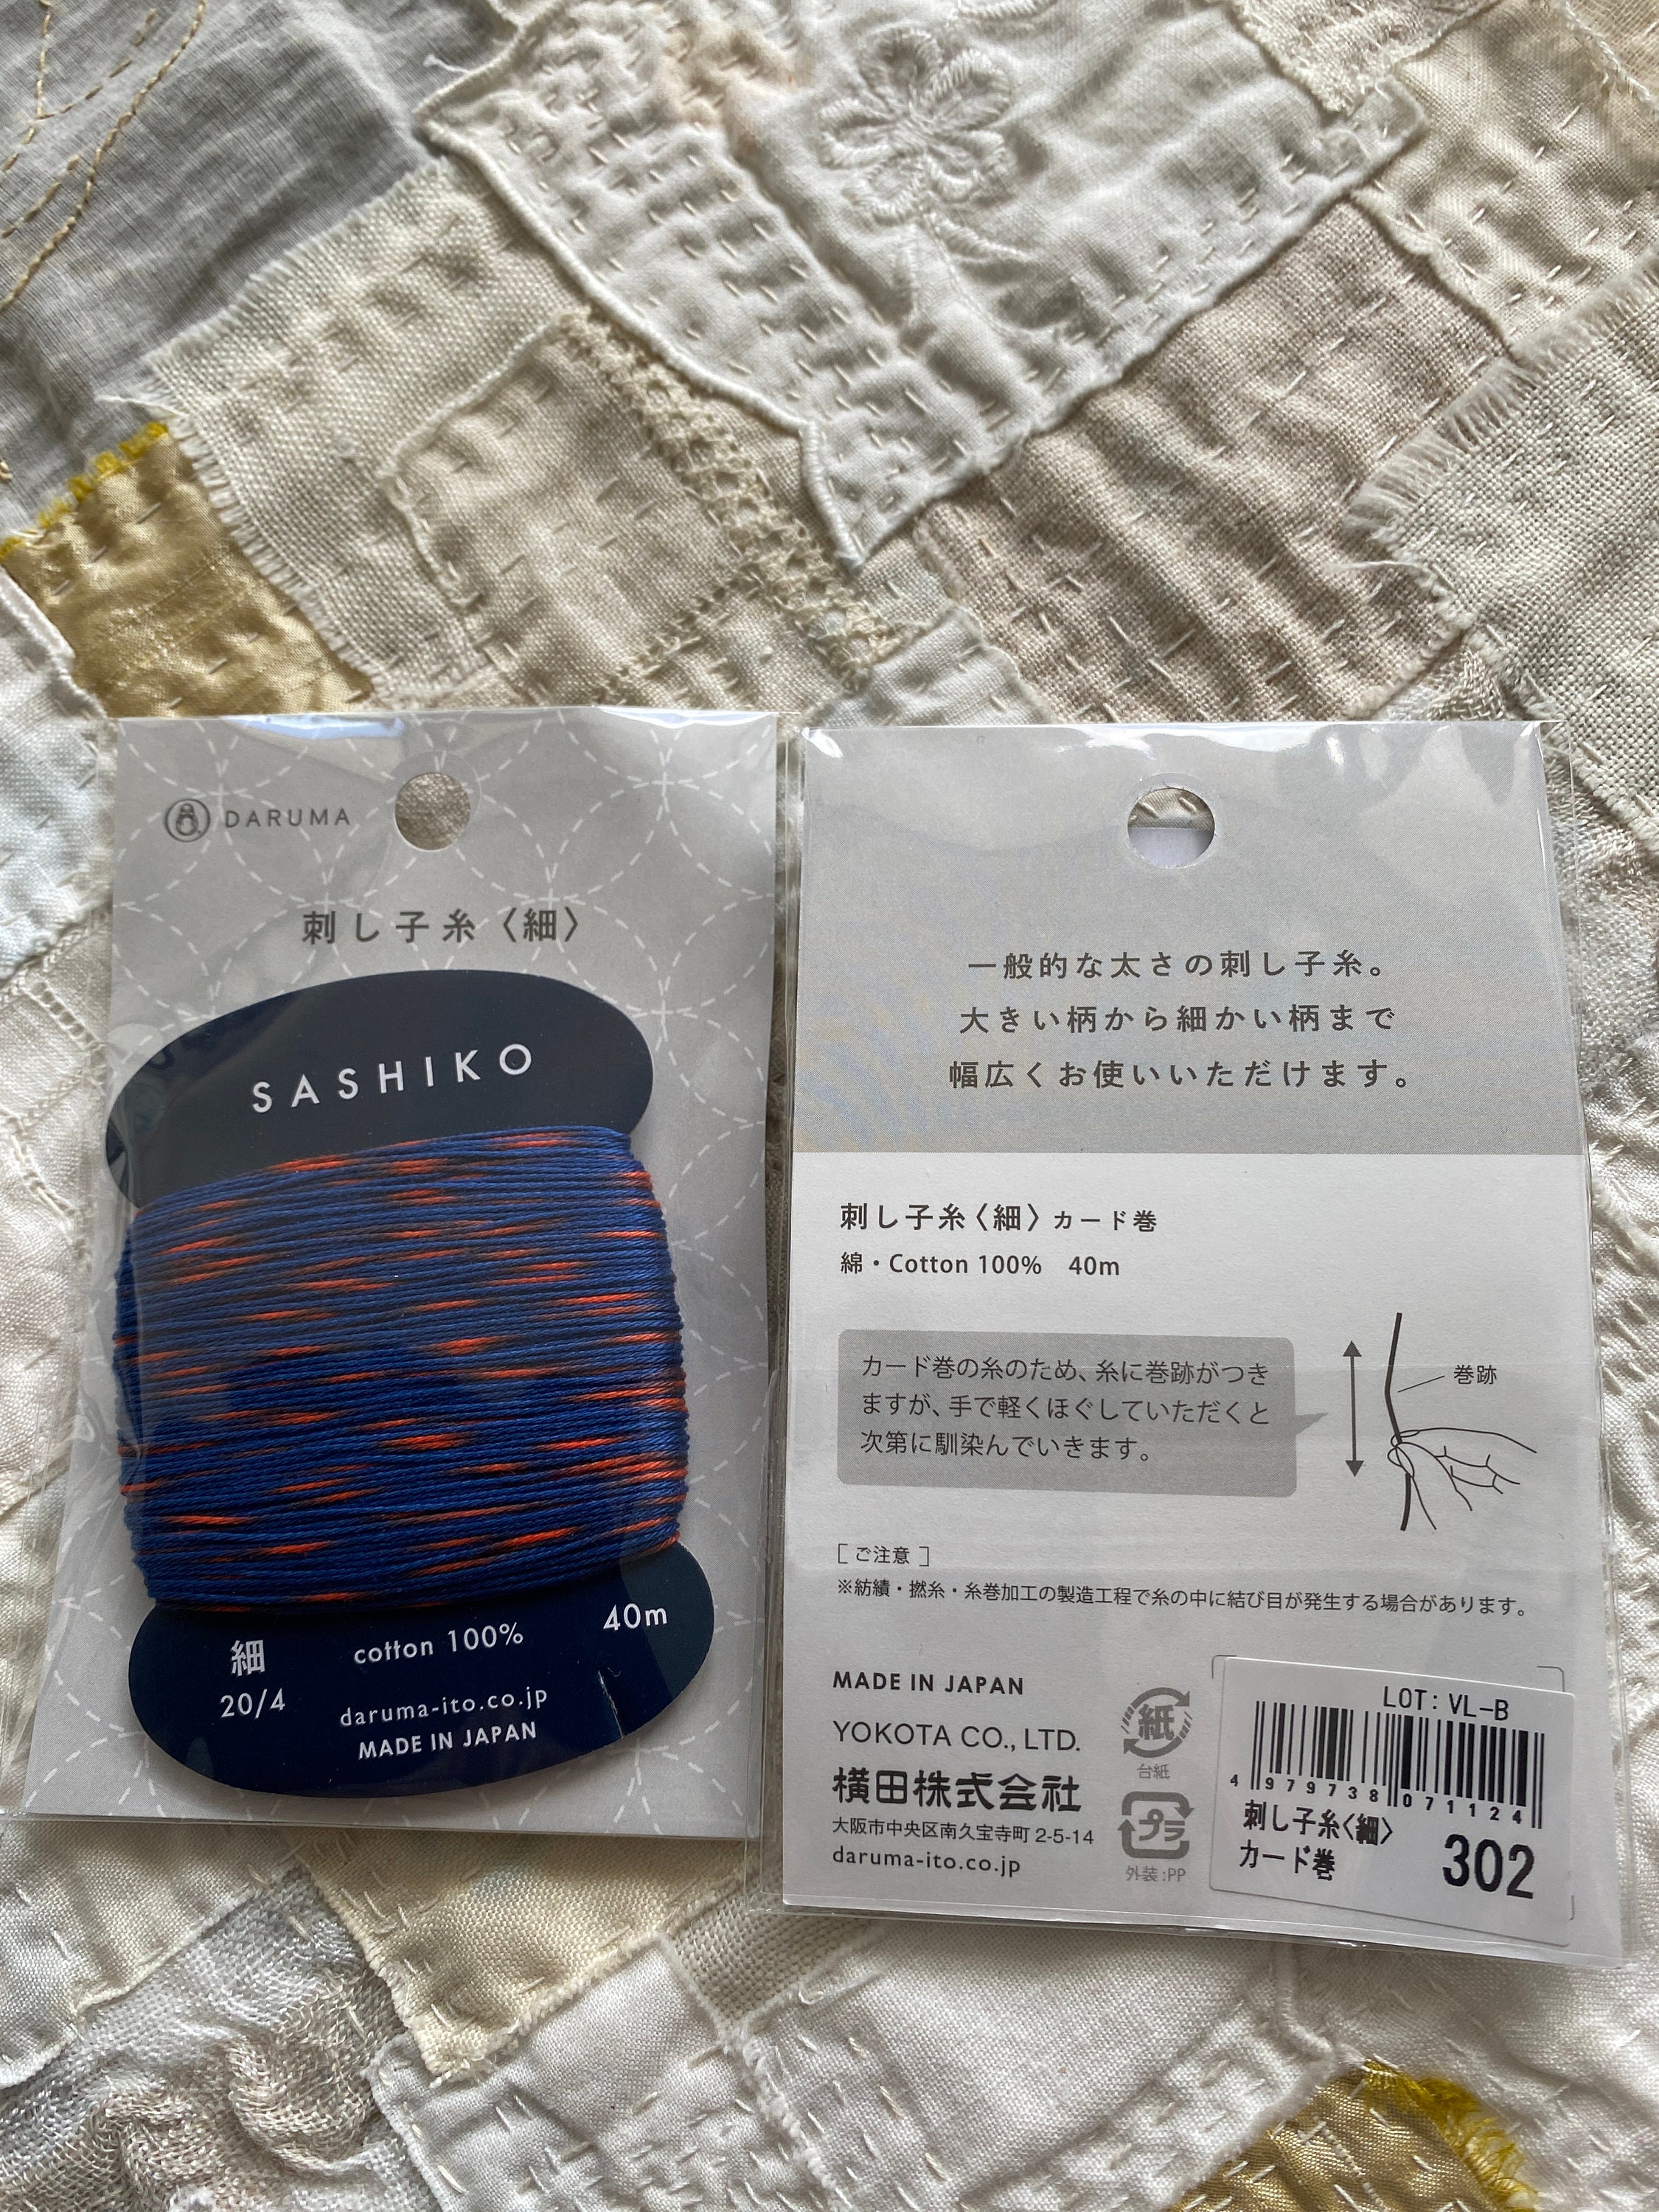 DARUMA
刺し子糸〈細〉
SASHIKO
細
20/4
cotton 100%
40m
daruma-ito.co.jp
MADE IN JAPAN
一般的な太さの刺し子糸。
大きい柄から細かい柄まで
幅広くお使いいただけます。
刺し子糸〈細〉カード巻
綿・Cotton 100% 40m
カード巻の糸のため、糸に巻跡がつき
ますが、手で軽くほぐしていただくと
次第に馴染んでいきます。
巻跡
[ ご注意 ]
※紡績・撚糸・糸巻加工の製造工程で糸の中に結び目が発生する場合があります。
MADE IN JAPAN
YOKOTA CO., LTD.
横田株式会社
大阪市中央区南久宝寺町 2-5-14
daruma-ito.co.jp
紙
台紙
プラ
外装:PP
LOT: VL-B
4979738071124
刺し子糸〈細〉
カード巻
302